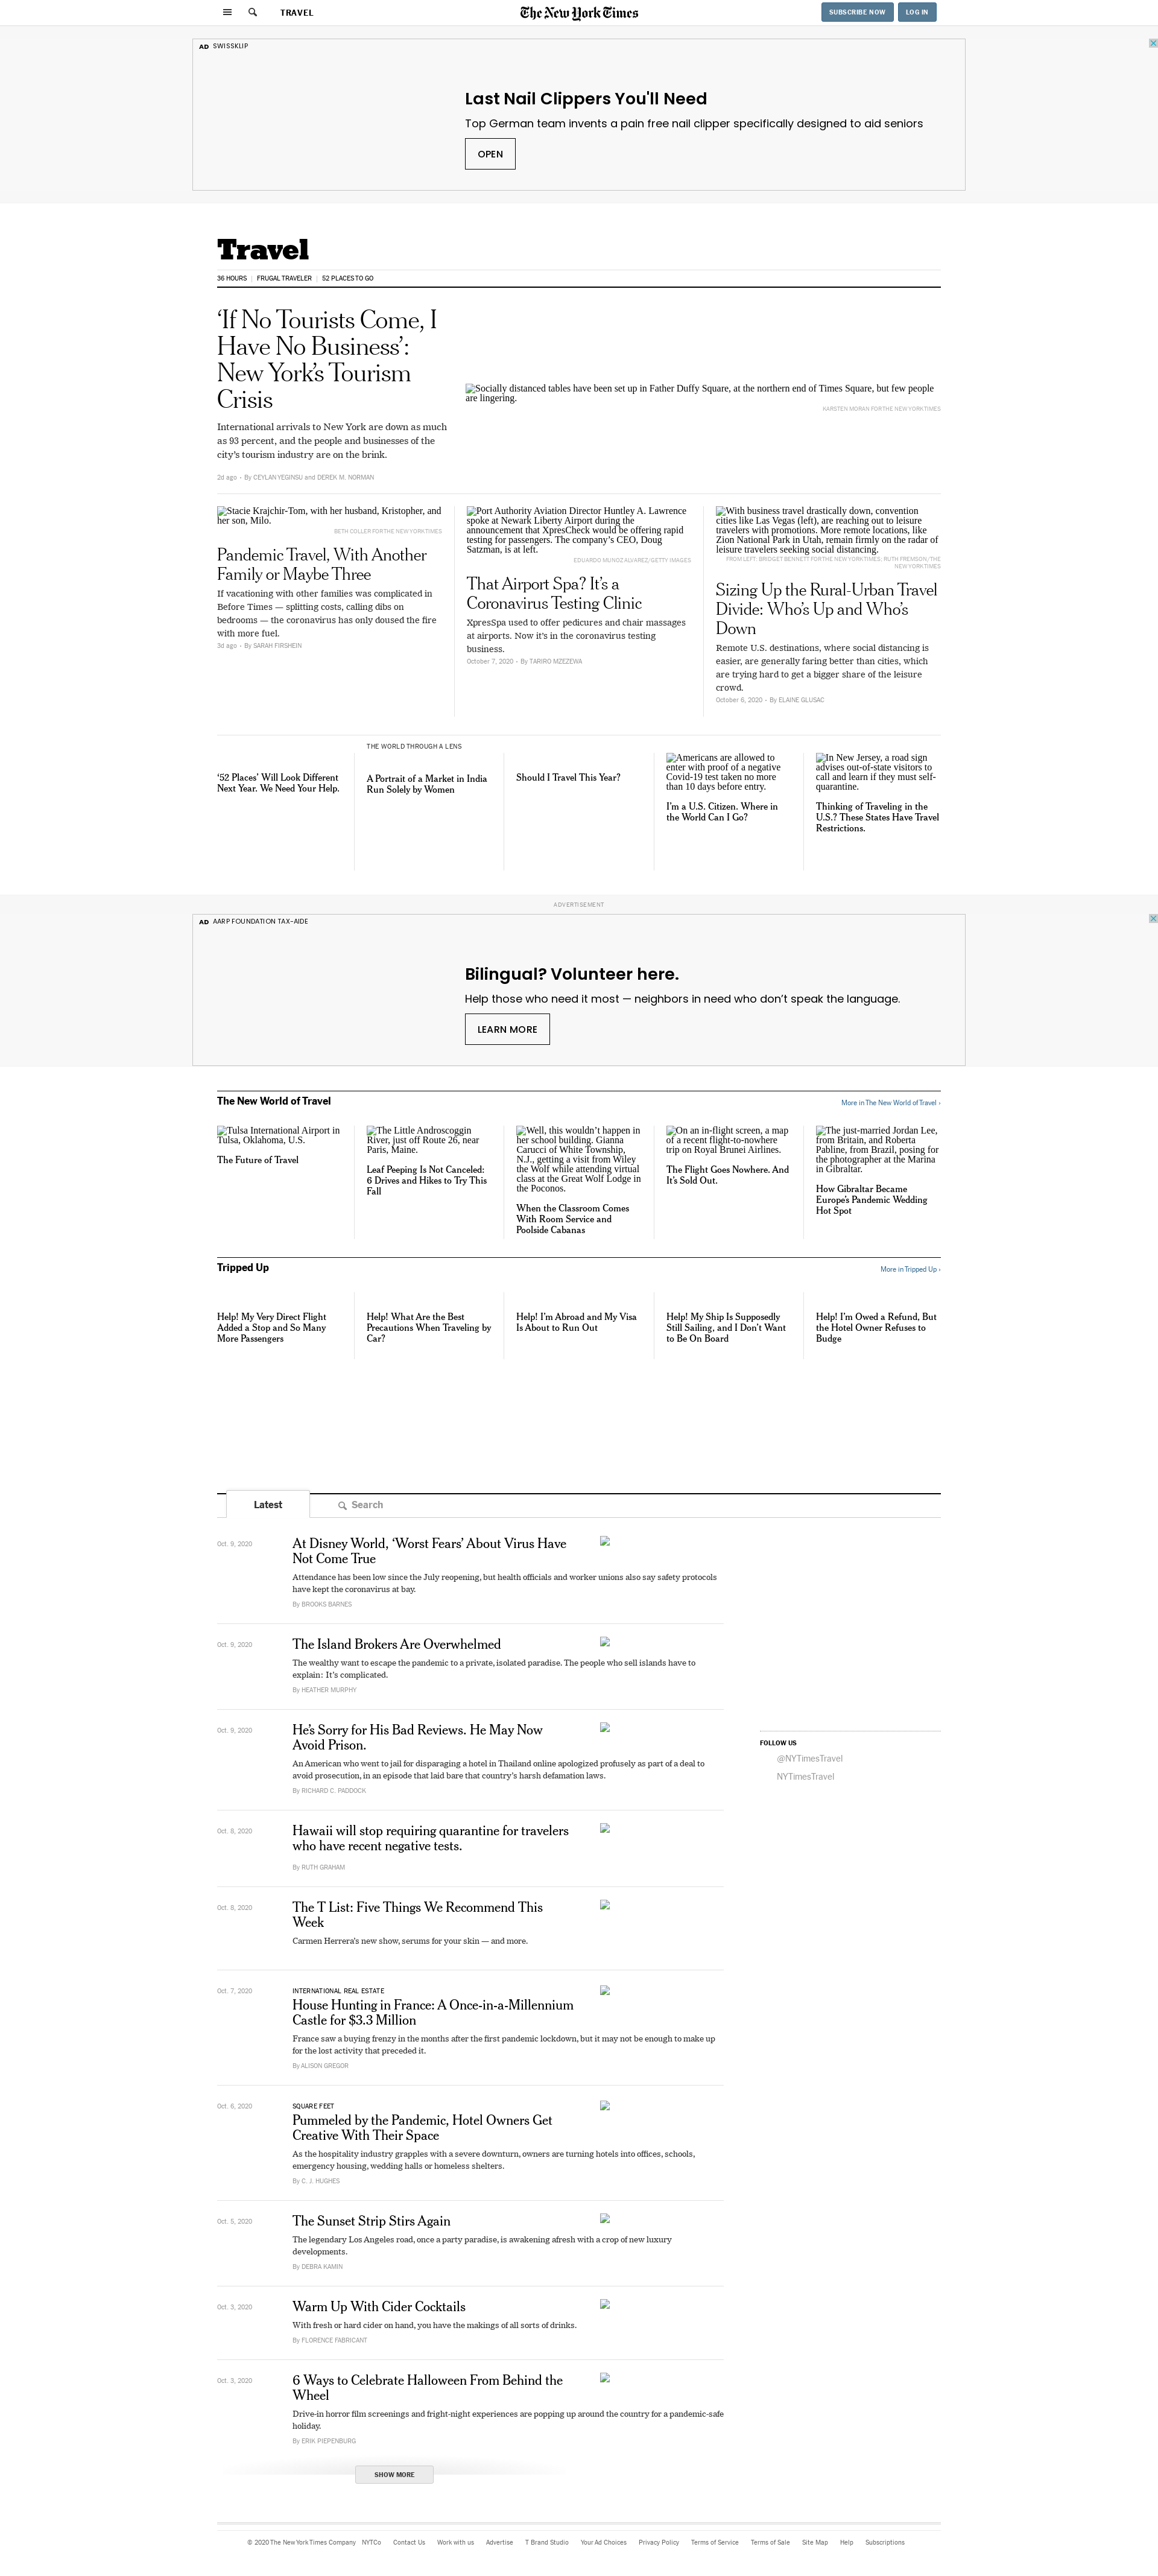 TRAVEL
The New York Times
SUBSCRIBE NOW
LOG IN
AD SWISSKLIP
Last Nail Clippers You'll Need
Top German team invents a pain free nail clipper specifically designed to aid seniors
OPEN
Travel
36 HOURS | FRUGAL TRAVELER | 52 PLACES TO GO
‘If No Tourists Come, I
Have No Business’:
New York’s Tourism
Crisis
International arrivals to New York are down as much
as 93 percent, and the people and businesses of the
city’s tourism industry are on the brink.
2d ago · By CEYLAN YEGINSU and DEREK M. NORMAN
Socially distanced tables have been set up in Father Duffy Square, at the northern end of Times Square, but few people
are lingering.
KARSTEN MORAN FOR THE NEW YORK TIMES
Stacie Krajchir-Tom, with her husband, Kristopher, and
her son, Milo.
BETH COLLER FOR THE NEW YORK TIMES
Pandemic Travel, With Another
Family or Maybe Three
If vacationing with other families was complicated in
Before Times — splitting costs, calling dibs on
bedrooms — the coronavirus has only doused the fire
with more fuel.
3d ago · By SARAH FIRSHEIN
Port Authority Aviation Director Huntley A. Lawrence
spoke at Newark Liberty Airport during the
announcement that XpresCheck would be offering rapid
testing for passengers. The company’s CEO, Doug
Satzman, is at left.
EDUARDO MUNOZ ALVAREZ/GETTY IMAGES
That Airport Spa? It’s a
Coronavirus Testing Clinic
XpresSpa used to offer pedicures and chair massages
at airports. Now it’s in the coronavirus testing
business.
October 7, 2020 - By TARIRO MZEZEWA
With business travel drastically down, convention
cities like Las Vegas (left), are reaching out to leisure
travelers with promotions. More remote locations, like
Zion National Park in Utah, remain firmly on the radar of
leisure travelers seeking social distancing.
FROM LEFT: BRIDGET BENNETT FOR THE NEW YORK TIMES; RUTH FREMSON/THE
NEW YORK TIMES
Sizing Up the Rural-Urban Travel
Divide: Who’s Up and Who’s
Down
Remote U.S. destinations, where social distancing is
easier, are generally faring better than cities, which
are trying hard to get a bigger share of the leisure
crowd.
October 6, 2020 - By ELAINE GLUSAC
‘52 Places’ Will Look Different
Next Year. We Need Your Help.
THE WORLD THROUGH A LENS
A Portrait of a Market in India
Run Solely by Women
Should I Travel This Year?
Americans are allowed to
enter with proof of a negative
Covid-19 test taken no more
than 10 days before entry.
I’m a U.S. Citizen. Where in
the World Can I Go?
In New Jersey, a road sign
advises out-of-state visitors to
call and learn if they must self-
quarantine.
Thinking of Traveling in the
U.S.? These States Have Travel
Restrictions.
ADVERTISEMENT
AD AARP FOUNDATION TAX-AIDE
Bilingual? Volunteer here.
Help those who need it most — neighbors in need who don’t speak the language.
LEARN MORE
The New World of Travel
More in The New World of Travel ›
Tulsa International Airport in
Tulsa, Oklahoma, U.S.
The Future of Travel
The Little Androscoggin
River, just off Route 26, near
Paris, Maine.
Leaf Peeping Is Not Canceled:
6 Drives and Hikes to Try This
Fall
Well, this wouldn’t happen in
her school building. Gianna
Carucci of White Township,
N.J., getting a visit from Wiley
the Wolf while attending virtual
class at the Great Wolf Lodge in
the Poconos.
When the Classroom Comes
With Room Service and
Poolside Cabanas
On an in-flight screen, a map
of a recent flight-to-nowhere
trip on Royal Brunei Airlines.
The Flight Goes Nowhere. And
It’s Sold Out.
The just-married Jordan Lee,
from Britain, and Roberta
Pabline, from Brazil, posing for
the photographer at the Marina
in Gibraltar.
How Gibraltar Became
Europe’s Pandemic Wedding
Hot Spot
Tripped Up
More in Tripped Up ›
Help! My Very Direct Flight
Added a Stop and So Many
More Passengers
Help! What Are the Best
Precautions When Traveling by
Car?
Help! I’m Abroad and My Visa
Is About to Run Out
Help! My Ship Is Supposedly
Still Sailing, and I Don’t Want
to Be On Board
Help! I’m Owed a Refund, But
the Hotel Owner Refuses to
Budge
Latest
Search
Oct. 9, 2020
At Disney World, ‘Worst Fears’ About Virus Have
Not Come True
Attendance has been low since the July reopening, but health officials and worker unions also say safety protocols
have kept the coronavirus at bay.
By BROOKS BARNES
Oct. 9, 2020
The Island Brokers Are Overwhelmed
The wealthy want to escape the pandemic to a private, isolated paradise. The people who sell islands have to
explain: It’s complicated.
By HEATHER MURPHY
Oct. 9, 2020
He’s Sorry for His Bad Reviews. He May Now
Avoid Prison.
An American who went to jail for disparaging a hotel in Thailand online apologized profusely as part of a deal to
avoid prosecution, in an episode that laid bare that country’s harsh defamation laws.
By RICHARD C. PADDOCK
FOLLOW US
@NYTimesTravel
NYTimesTravel
Oct. 8, 2020
Hawaii will stop requiring quarantine for travelers
who have recent negative tests.
By RUTH GRAHAM
Oct. 8, 2020
The T List: Five Things We Recommend This
Week
Carmen Herrera’s new show, serums for your skin — and more.
Oct. 7, 2020
INTERNATIONAL REAL ESTATE
House Hunting in France: A Once-in-a-Millennium
Castle for $3.3 Million
France saw a buying frenzy in the months after the first pandemic lockdown, but it may not be enough to make up
for the lost activity that preceded it.
By ALISON GREGOR
Oct. 6, 2020
SQUARE FEET
Pummeled by the Pandemic, Hotel Owners Get
Creative With Their Space
As the hospitality industry grapples with a severe downturn, owners are turning hotels into offices, schools,
emergency housing, wedding halls or homeless shelters.
By C. J. HUGHES
Oct. 5, 2020
The Sunset Strip Stirs Again
The legendary Los Angeles road, once a party paradise, is awakening afresh with a crop of new luxury
developments.
By DEBRA KAMIN
Oct. 3, 2020
Warm Up With Cider Cocktails
With fresh or hard cider on hand, you have the makings of all sorts of drinks.
By FLORENCE FABRICANT
Oct. 3, 2020
6 Ways to Celebrate Halloween From Behind the
Wheel
Drive-in horror film screenings and fright-night experiences are popping up around the country for a pandemic-safe
holiday.
By ERIK PIEPENBURG
SHOW MORE
© 2020 The New York Times Company NYTCo Contact Us Work with us Advertise T Brand Studio Your Ad Choices Privacy Policy Terms of Service Terms of Sale Site Map Help Subscriptions